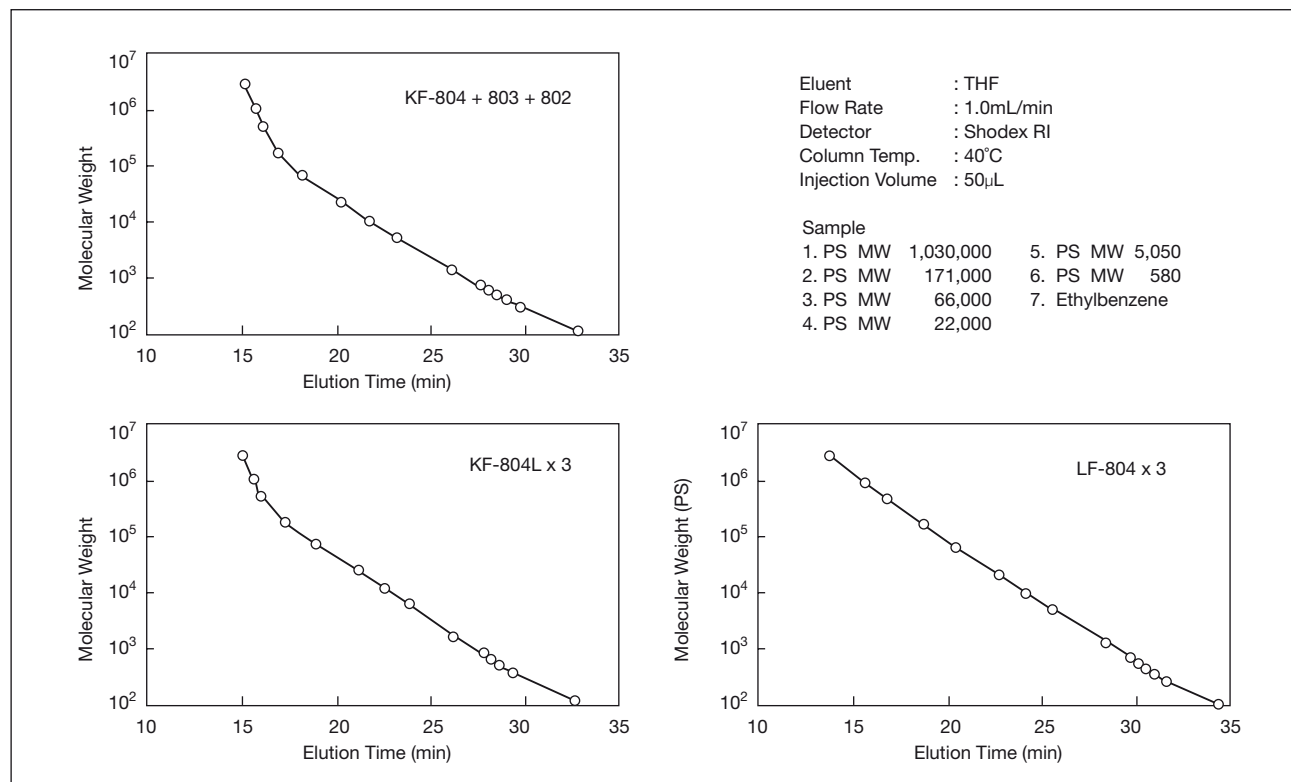 KF-804 + 803 + 802
Molecular Weight
10⁷
10⁶
10⁵
10⁴
10³
10²
10 15 20 25 30 35
Elution Time (min)
Eluent : THF
Flow Rate : 1.0mL/min
Detector : Shodex RI
Column Temp. : 40˚C
Injection Volume : 50µL
Sample
1. PS MW 1,030,000 5. PS MW 5,050
2. PS MW 171,000 6. PS MW 580
3. PS MW 66,000 7. Ethylbenzene
4. PS MW 22,000
KF-804L x 3
Molecular Weight
10⁷
10⁶
10⁵
10⁴
10³
10²
10 15 20 25 30 35
Elution Time (min)
LF-804 x 3
Molecular Weight (PS)
10⁷
10⁶
10⁵
10⁴
10³
10²
10 15 20 25 30 35
Elution Time (min)